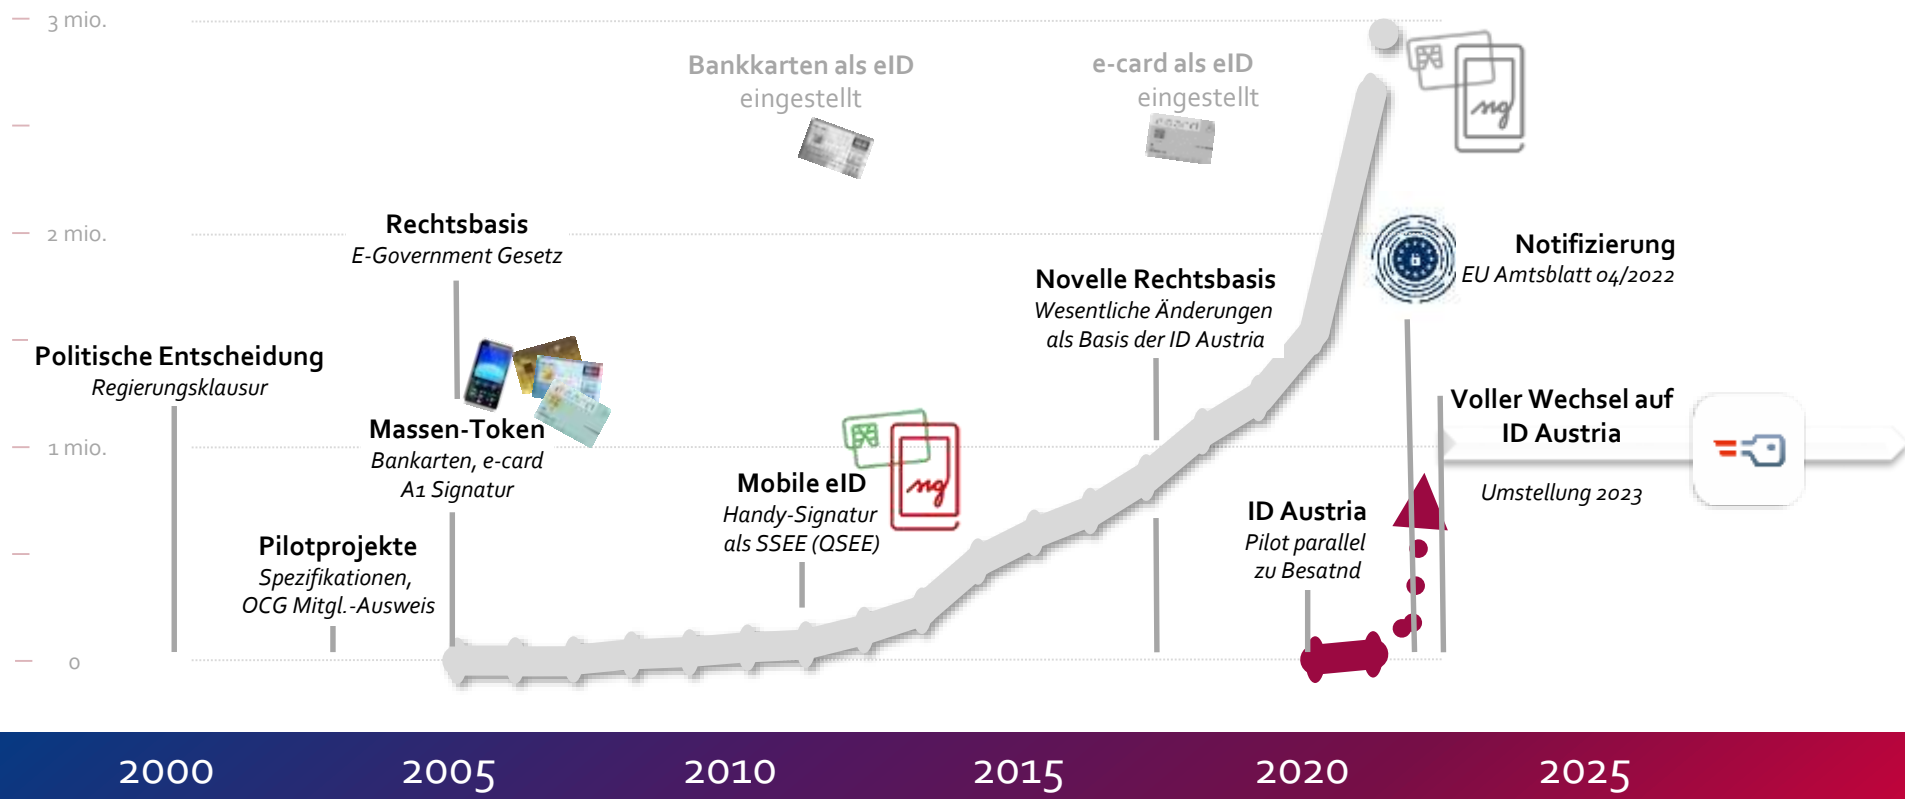 3 mio.
2 mio.
1 mio.
0
Bankkarten als eID
eingestellt
e-card als eID
eingestellt
Rechtsbasis
E-Government Gesetz
Notifizierung
EU Amtsblatt 04/2022
Novelle Rechtsbasis
Wesentliche Änderungen
als Basis der ID Austria
Politische Entscheidung
Regierungsklausur
Massen-Token
Bankarten, e-card
A1 Signatur
Voller Wechsel auf
ID Austria
Umstellung 2023
Mobile eID
Handy-Signatur
als SSEE (QSEE)
ID Austria
Pilot parallel
zu Besatnd
Pilotprojekte
Spezifikationen,
OCG Mitgl.-Ausweis
2000
2005
2010
2015
2020
2025